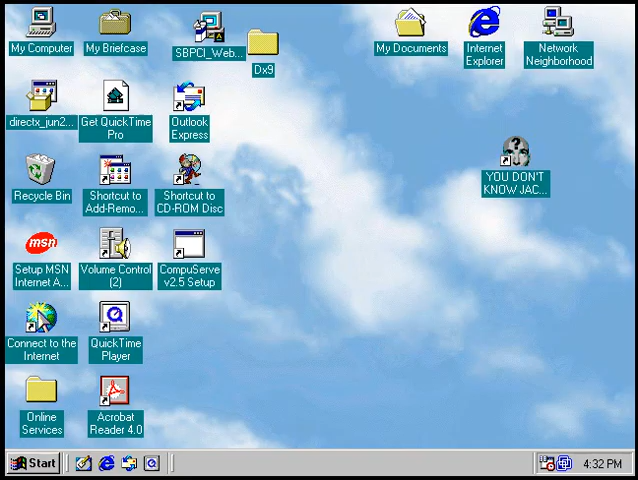 My Computer
My Briefcase
SBPCI_Web...
Dx9
My Documents
Internet
Explorer
Network
Neighborhood
directx_jun2...
Get QuickTime
Pro
Outlook
Express
?
YOU DON'T
KNOW JAC...
Recycle Bin
Shortcut to
Add-Remo...
Shortcut to
CD-ROM Disc
msn
Setup MSN
Internet A...
Volume Control
(2)
CompuServe
v2.5 Setup
Connect to the
Internet
QuickTime
Player
Online
Services
Acrobat
Reader 4.0
Start
4:32 PM